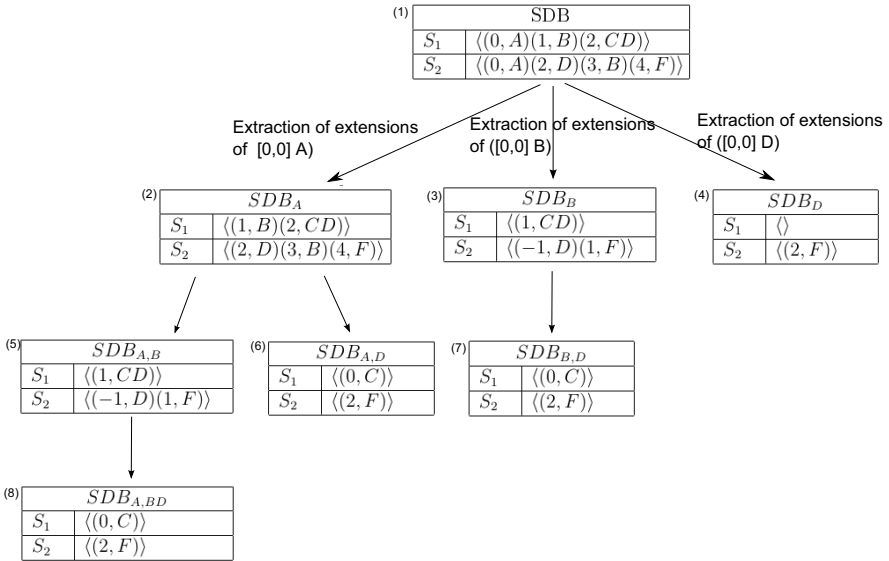 (1) SDB
S₁ ⟨(0, A)(1, B)(2, CD)⟩
S₂ ⟨(0, A)(2, D)(3, B)(4, F)⟩
Extraction of extensions
of [0,0] A)
Extraction of extensions
of ([0,0] B)
Extraction of extensions
of ([0,0] D)
(2) SDB_A
S₁ ⟨(1, B)(2, CD)⟩
S₂ ⟨(2, D)(3, B)(4, F)⟩
(3) SDB_B
S₁ ⟨(1, CD)⟩
S₂ ⟨(−1, D)(1, F)⟩
(4) SDB_D
S₁ ⟨⟩
S₂ ⟨(2, F)⟩
(5) SDB_{A,B}
S₁ ⟨(1, CD)⟩
S₂ ⟨(−1, D)(1, F)⟩
(6) SDB_{A,D}
S₁ ⟨(0, C)⟩
S₂ ⟨(2, F)⟩
(7) SDB_{B,D}
S₁ ⟨(0, C)⟩
S₂ ⟨(2, F)⟩
(8) SDB_{A,BD}
S₁ ⟨(0, C)⟩
S₂ ⟨(2, F)⟩